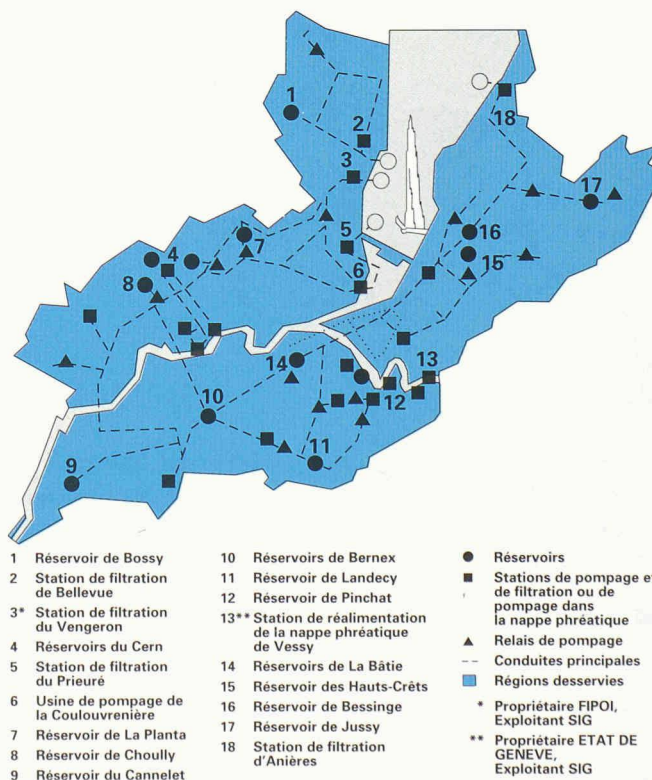 1
2
3
4
5
6
7
8
9
10
11
12
13
14
15
16
17
18
1 Réservoir de Bossy
2 Station de filtration
de Bellevue
3* Station de filtration
du Vengeron
4 Réservoirs du Cern
5 Station de filtration
du Prieuré
6 Usine de pompage de
la Coulouvrenière
7 Réservoir de La Planta
8 Réservoir de Choully
9 Réservoir du Cannelet
10 Réservoirs de Bernex
11 Réservoir de Landecy
12 Réservoir de Pinchat
13** Station de réalimentation
de la nappe phréatique
de Vessy
14 Réservoirs de La Bâtie
15 Réservoir des Hauts-Crêts
16 Réservoir de Bessinge
17 Réservoir de Jussy
18 Station de filtration
d'Anières
Réservoirs
Stations de pompage et
de filtration ou de
pompage dans
la nappe phréatique
Relais de pompage
Conduites principales
Régions desservies
* Propriétaire FIPOI,
Exploitant SIG
** Propriétaire ETAT DE
GENEVE,
Exploitant SIG